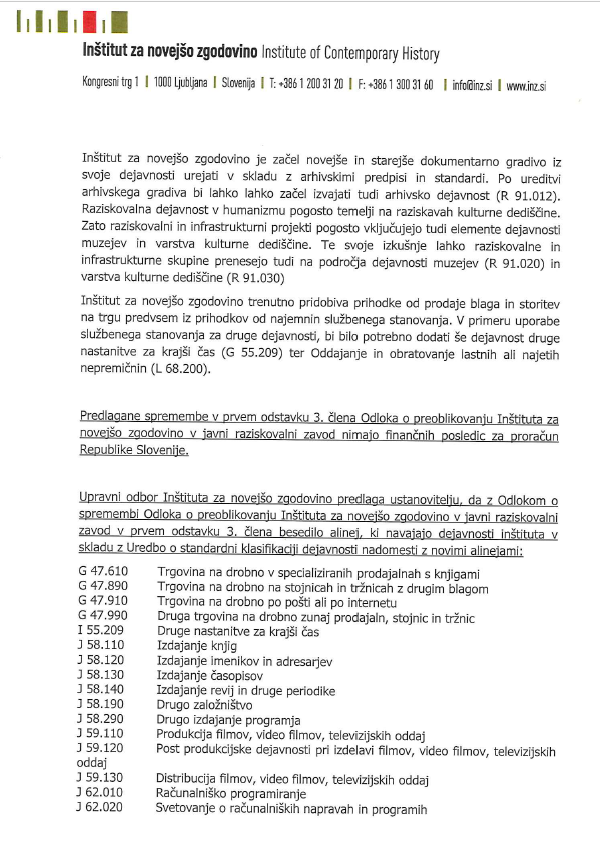 Inštitut za novejšo zgodovino Institute of Contemporary History
Kongresni trg 1 | 1000 Ljubljana | Slovenija | T: +386 1 200 31 20 | F: +386 1 300 31 60 | info@inz.si | www.inz.si
Inštitut za novejšo zgodovino je začel novejše in starejše dokumentarno gradivo iz
svoje dejavnosti urejati v skladu z arhivskimi predpisi in standardi. Po ureditvi
arhivskega gradiva bi lahko lahko začel izvajati tudi arhivsko dejavnost (R 91.012).
Raziskovalna dejavnost v humanizmu pogosto temelji na raziskavah kulturne dediščine.
Zato raziskovalni in infrastrukturni projekti pogosto vključujejo tudi elemente dejavnosti
muzejev in varstva kulturne dediščine. Te svoje izkušnje lahko raziskovalne in
infrastrukturne skupine prenesejo tudi na področja dejavnosti muzejev (R 91.020) in
varstva kulturne dediščine (R 91.030)
Inštitut za novejšo zgodovino trenutno pridobiva prihodke od prodaje blaga in storitev
na trgu predvsem iz prihodkov od najemnin službenega stanovanja. V primeru uporabe
službenega stanovanja za druge dejavnosti, bi bilo potrebno dodati še dejavnost druge
nastanitve za krajši čas (G 55.209) ter Oddajanje in obratovanje lastnih ali najetih
nepremičnin (L 68.200).
Predlagane spremembe v prvem odstavku 3. člena Odloka o preoblikovanju Inštituta za
novejšo zgodovino v javni raziskovalni zavod nimajo finančnih posledic za proračun
Republike Slovenije.
Upravni odbor Inštituta za novejšo zgodovino predlaga ustanovitelju, da z Odlokom o
spremembi Odloka o preoblikovanju Inštituta za novejšo zgodovino v javni raziskovalni
zavod v prvem odstavku 3. člena besedilo alinej, ki navajajo dejavnosti inštituta v
skladu z Uredbo o standardni klasifikaciji dejavnosti nadomesti z novimi alinejami:
G 47.610 Trgovina na drobno v specializiranih prodajalnah s knjigami
G 47.890 Trgovina na drobno na stojnicah in tržnicah z drugim blagom
G 47.910 Trgovina na drobno po pošti ali po internetu
G 47.990 Druga trgovina na drobno zunaj prodajaln, stojnic in tržnic
I 55.209 Druge nastanitve za krajši čas
J 58.110 Izdajanje knjig
J 58.120 Izdajanje imenikov in adresarjev
J 58.130 Izdajanje časopisov
J 58.140 Izdajanje revij in druge periodike
J 58.190 Drugo založništvo
J 58.290 Drugo izdajanje programja
J 59.110 Produkcija filmov, video filmov, televizijskih oddaj
J 59.120 Post produkcijske dejavnosti pri izdelavi filmov, video filmov, televizijskih
oddaj
J 59.130 Distribucija filmov, video filmov, televizijskih oddaj
J 62.010 Računalniško programiranje
J 62.020 Svetovanje o računalniških napravah in programih